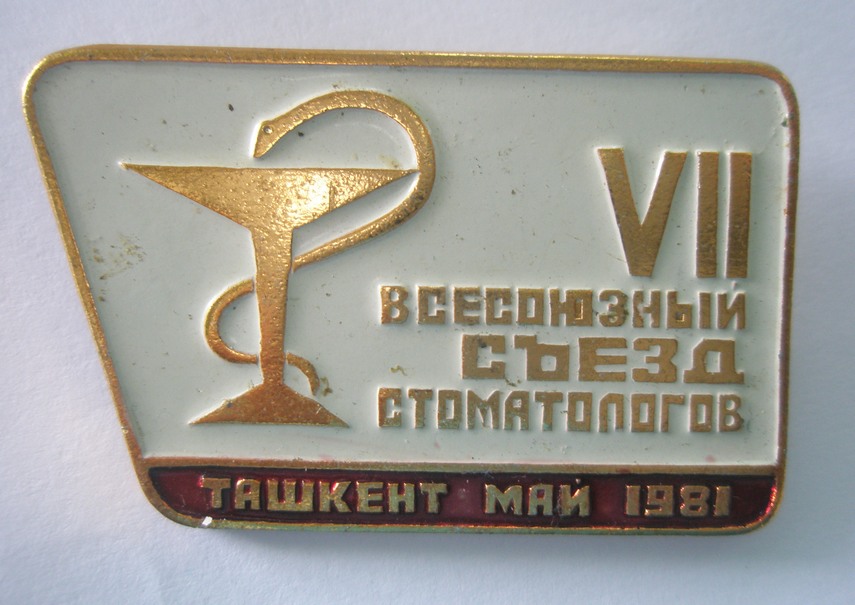 VII
ВСЕСОЮЗНЫЙ
СЪЕЗД
СТОМАТОЛОГОВ
ТАШКЕНТ МАЙ 1981